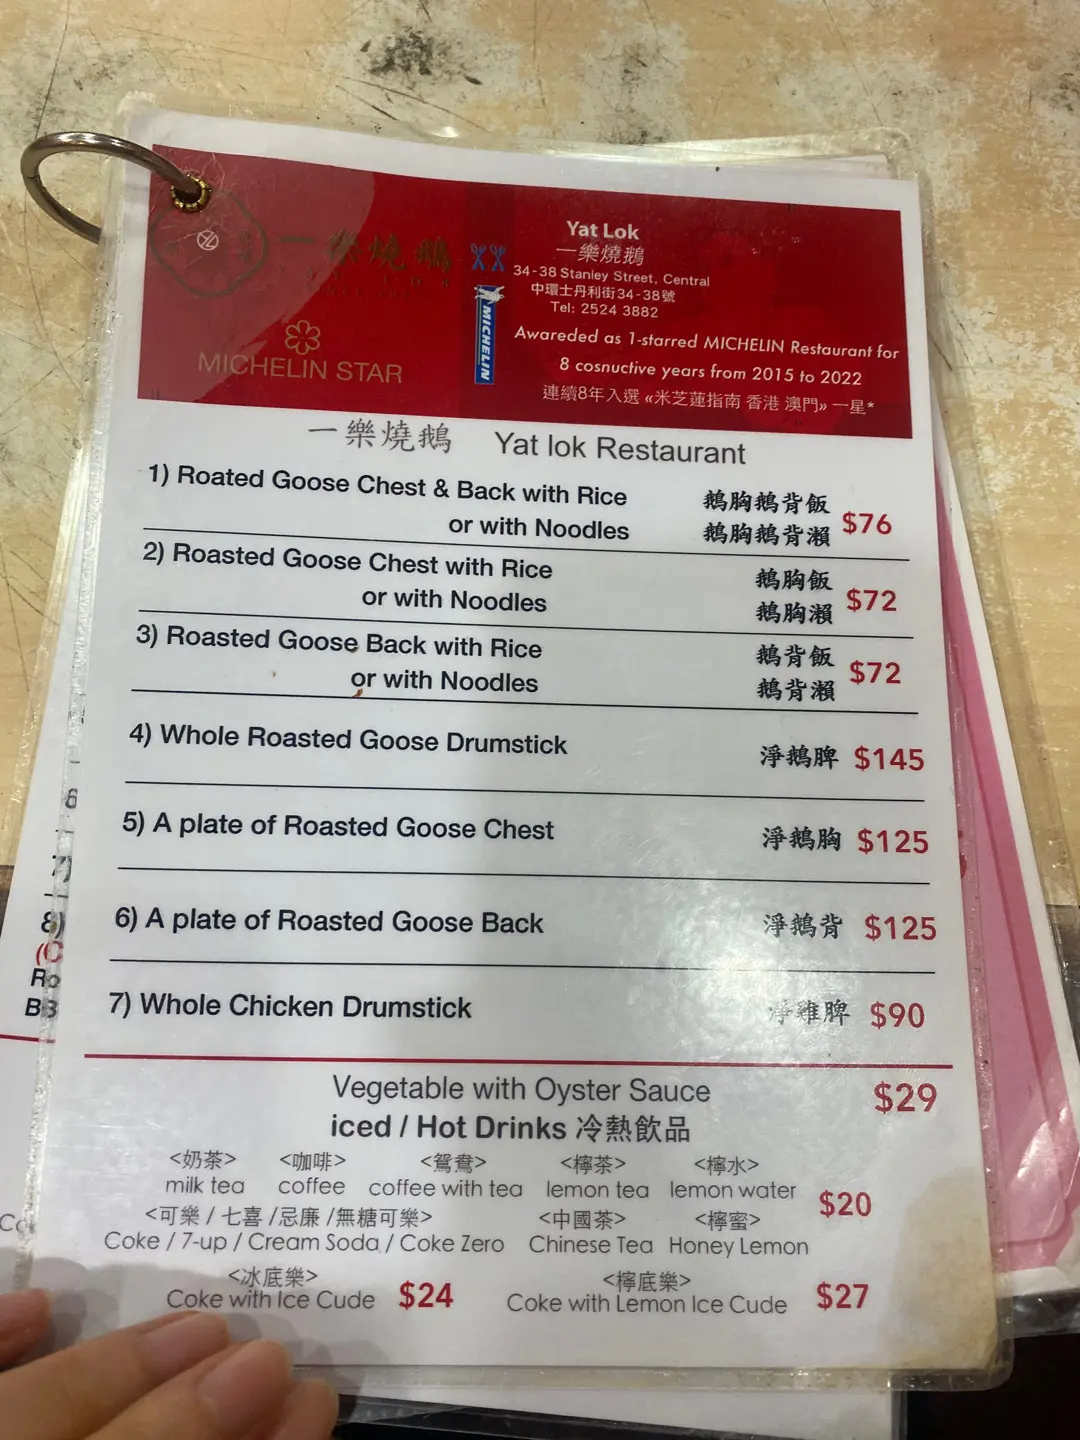 一樂燒鵝
MICHELIN STAR
MICHELIN
Yat Lok
一樂燒鵝
34-38 Stanley Street, Central
中環士丹利街34-38號
Tel: 2524 3882
Awareded as 1-starred MICHELIN Restaurant for
8 cosnuctive years from 2015 to 2022
連續8年入選 «米芝蓮指南 香港 澳門» 一星*
一樂燒鵝 Yat lok Restaurant
1) Roated Goose Chest & Back with Rice 鵝胸鵝背飯
or with Noodles 鵝胸鵝背瀨 $76
2) Roasted Goose Chest with Rice 鵝胸飯
or with Noodles 鵝胸瀨 $72
3) Roasted Goose Back with Rice 鵝背飯
or with Noodles 鵝背瀨 $72
4) Whole Roasted Goose Drumstick 淨鵝脾 $145
5) A plate of Roasted Goose Chest 淨鵝胸 $125
6) A plate of Roasted Goose Back 淨鵝背 $125
7) Whole Chicken Drumstick 淨雞脾 $90
Vegetable with Oyster Sauce $29
iced / Hot Drinks 冷熱飲品
<奶茶> <咖啡> <鴛鴦> <檸茶> <檸水>
milk tea coffee coffee with tea lemon tea lemon water $20
<可樂 / 七喜 /忌廉 /無糖可樂> <中國茶> <檸蜜>
Coke / 7-up / Cream Soda / Coke Zero Chinese Tea Honey Lemon
<冰底樂> <檸底樂>
Coke with Ice Cude $24 Coke with Lemon Ice Cude $27
8)
Ro